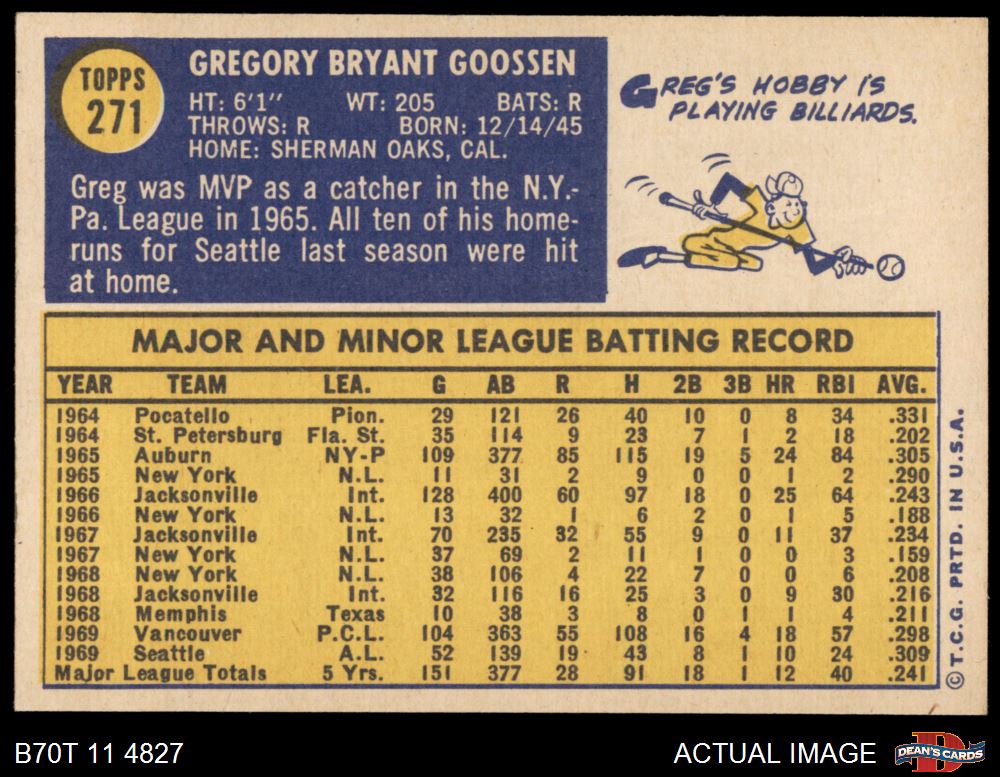 TOPPS
271
GREGORY BRYANT GOOSSEN
HT: 6'1" WT: 205 BATS: R
THROWS: R BORN: 12/14/45
HOME: SHERMAN OAKS, CAL.
Greg was MVP as a catcher in the N.Y.-
Pa. League in 1965. All ten of his home-
runs for Seattle last season were hit
at home.
GREG'S HOBBY IS
PLAYING BILLIARDS.
MAJOR AND MINOR LEAGUE BATTING RECORD
YEAR TEAM LEA. G AB R H 2B 3B HR RBI AVG.
1964 Pocatello Pion. 29 121 26 40 10 0 8 34 .331
1964 St. Petersburg Fla. St. 35 114 9 23 7 1 2 18 .202
1965 Auburn NY-P 109 377 85 115 19 5 24 84 .305
1965 New York N.L. 11 31 2 9 0 0 1 2 .290
1966 Jacksonville Int. 128 400 60 97 18 0 25 64 .243
1966 New York N.L. 13 32 1 6 2 0 1 5 .188
1967 Jacksonville Int. 70 235 32 55 9 0 11 37 .234
1967 New York N.L. 37 69 2 11 1 0 0 3 .159
1968 New York N.L. 38 106 4 22 7 0 0 6 .208
1968 Jacksonville Int. 32 116 16 25 3 0 9 30 .216
1968 Memphis Texas 10 38 3 8 0 1 1 4 .211
1969 Vancouver P.C.L. 104 363 55 108 16 4 18 57 .298
1969 Seattle A.L. 52 139 19 43 8 1 10 24 .309
Major League Totals 5 Yrs. 151 377 28 91 18 1 12 40 .241
©T.C.G. PRTD. IN U.S.A.
B70T 11 4827
ACTUAL IMAGE
D
DEAN'S CARDS